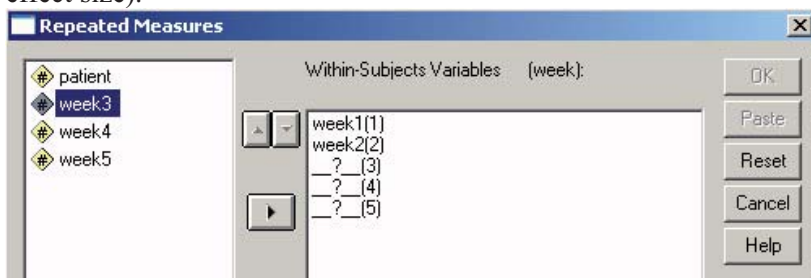 effect size).
Repeated Measures
patient
week3
week4
week5
Within-Subjects Variables (week):
week1(1)
week2(2)
__?__(3)
__?__(4)
__?__(5)
OK
Paste
Reset
Cancel
Help